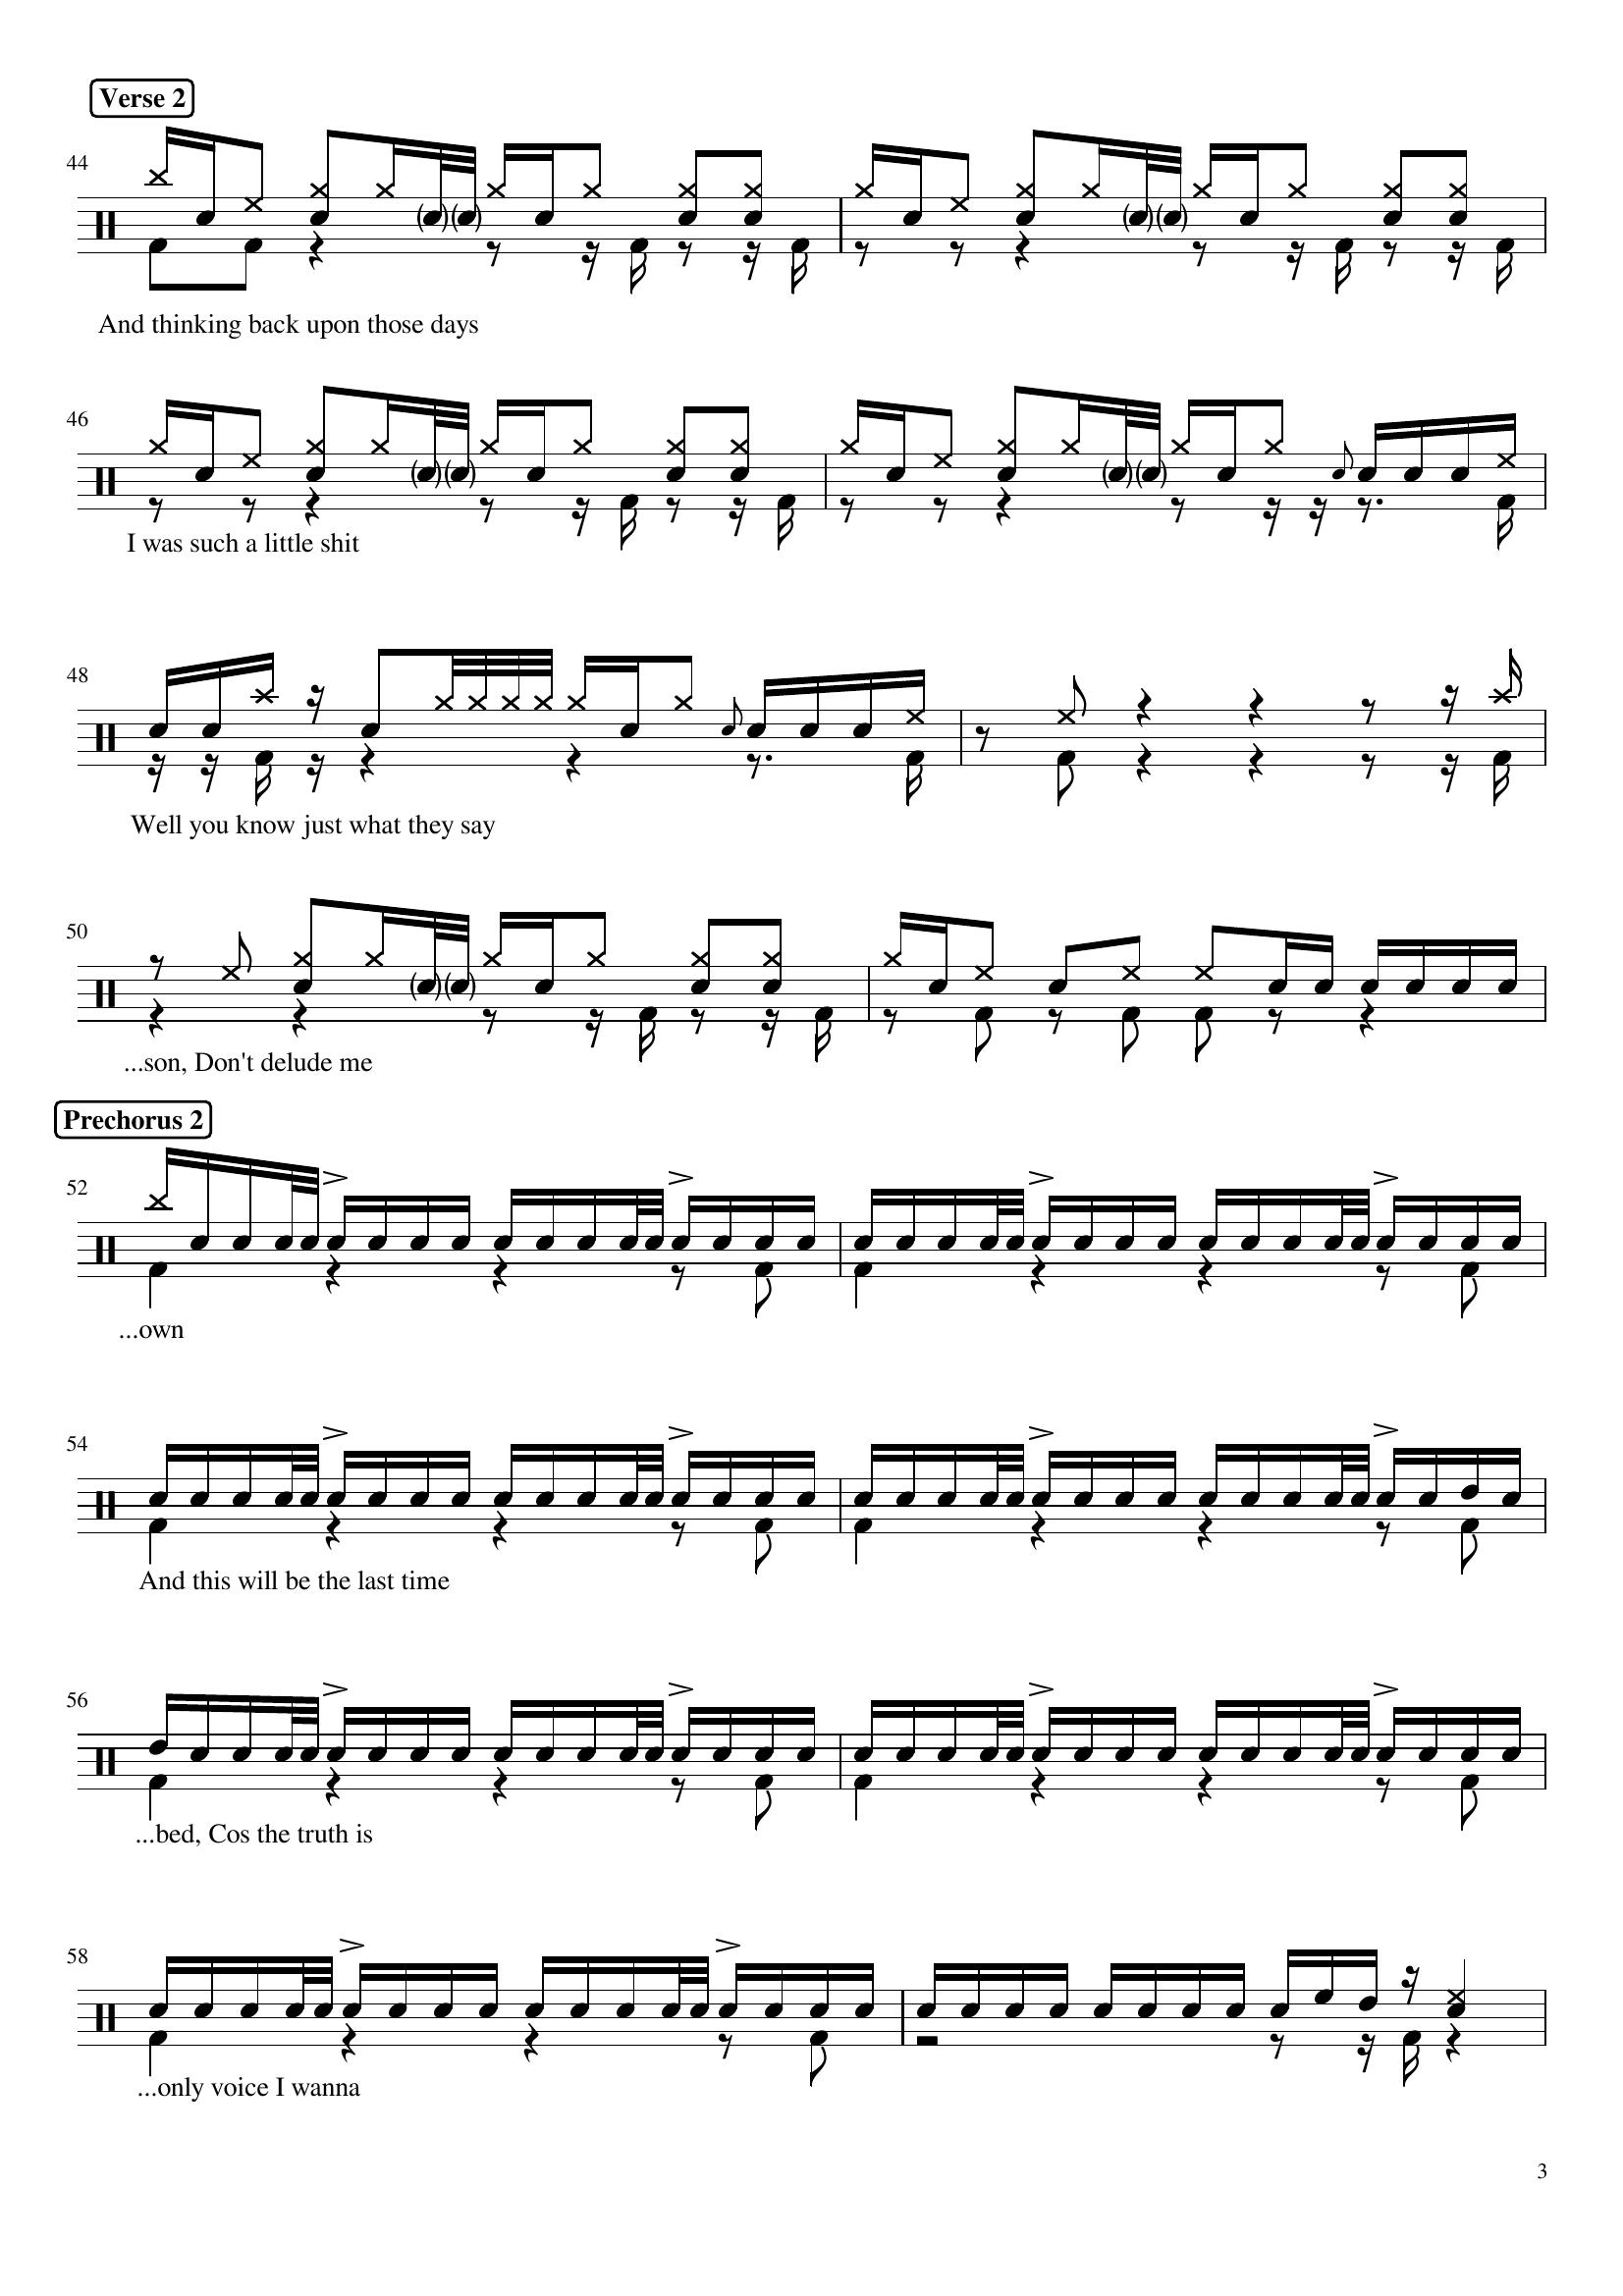 Verse 2
44
And thinking back upon those days
46
I was such a little shit
48
Well you know just what they say
50
...son, Don't delude me
Prechorus 2
52
...own
54
And this will be the last time
56
...bed, Cos the truth is
58
...only voice I wanna
3